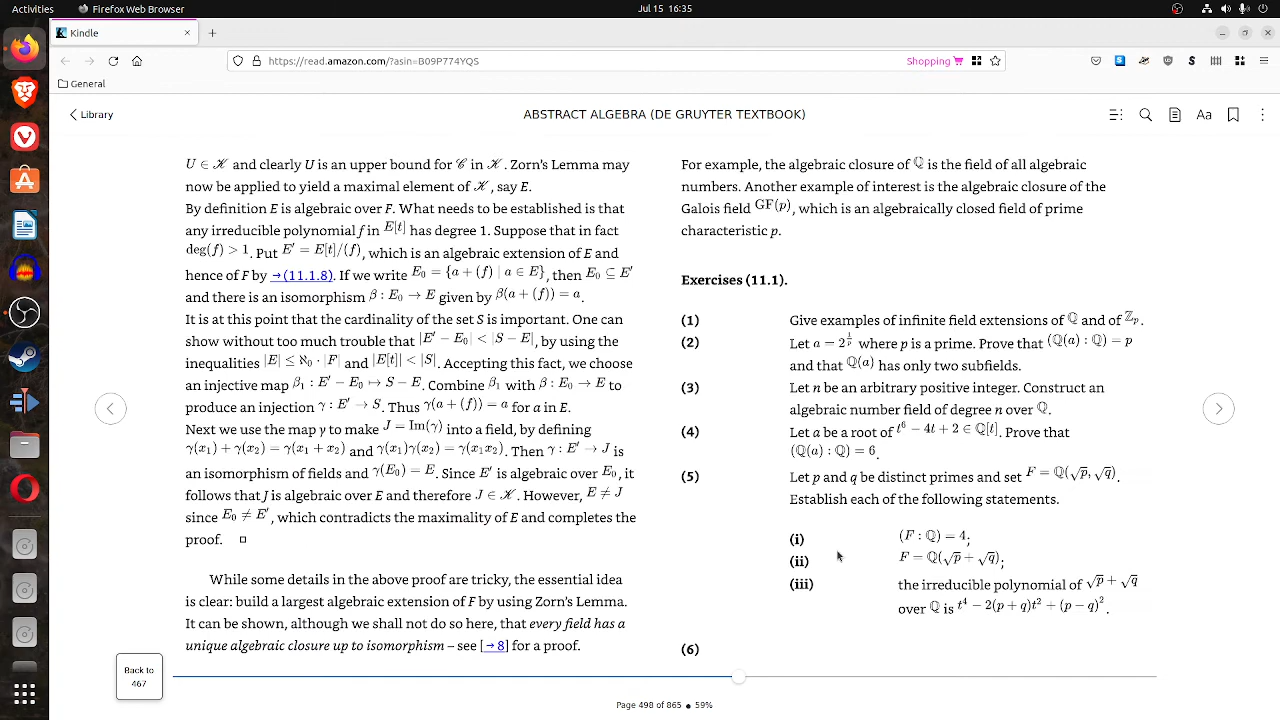 Activities
Firefox Web Browser
Jul 15 16:35
Kindle
https://read.amazon.com/?asin=B09P774YQS
Shopping
General
Library
ABSTRACT ALGEBRA (DE GRUYTER TEXTBOOK)
Aa
U ∈ 𝒦 and clearly U is an upper bound for 𝒞 in 𝒦. Zorn's Lemma may
now be applied to yield a maximal element of 𝒦, say E.
By definition E is algebraic over F. What needs to be established is that
any irreducible polynomial f in E[t] has degree 1. Suppose that in fact
deg(f) > 1. Put E′ = E[t]/(f), which is an algebraic extension of E and
hence of F by →(11.1.8). If we write E₀ = {a + (f) | a ∈ E}, then E₀ ⊆ E′
and there is an isomorphism β : E₀ → E given by β(a + (f)) = a.
It is at this point that the cardinality of the set S is important. One can
show without too much trouble that |E′ − E₀| < |S − E|, by using the
inequalities |E| ≤ ℵ₀ · |F| and |E[t]| < |S|. Accepting this fact, we choose
an injective map β₁ : E′ − E₀ ↦ S − E. Combine β₁ with β : E₀ → E to
produce an injection γ : E′ → S. Thus γ(a + (f)) = a for a in E.
Next we use the map γ to make J = Im(γ) into a field, by defining
γ(x₁) + γ(x₂) = γ(x₁ + x₂) and γ(x₁)γ(x₂) = γ(x₁x₂). Then γ : E′ → J is
an isomorphism of fields and γ(E₀) = E. Since E′ is algebraic over E₀, it
follows that J is algebraic over E and therefore J ∈ 𝒦. However, E ≠ J
since E₀ ≠ E′, which contradicts the maximality of E and completes the
proof. □
While some details in the above proof are tricky, the essential idea
is clear: build a largest algebraic extension of F by using Zorn's Lemma.
It can be shown, although we shall not do so here, that every field has a
unique algebraic closure up to isomorphism – see [→8] for a proof.
For example, the algebraic closure of ℚ is the field of all algebraic
numbers. Another example of interest is the algebraic closure of the
Galois field GF(p), which is an algebraically closed field of prime
characteristic p.
Exercises (11.1).
(1) Give examples of infinite field extensions of ℚ and of ℤₚ.
(2) Let a = 2^{1/p} where p is a prime. Prove that (ℚ(a) : ℚ) = p
and that ℚ(a) has only two subfields.
(3) Let n be an arbitrary positive integer. Construct an
algebraic number field of degree n over ℚ.
(4) Let a be a root of t⁶ − 4t + 2 ∈ ℚ[t]. Prove that
(ℚ(a) : ℚ) = 6.
(5) Let p and q be distinct primes and set F = ℚ(√p, √q).
Establish each of the following statements.
(i) (F : ℚ) = 4;
(ii) F = ℚ(√p + √q);
(iii) the irreducible polynomial of √p + √q
over ℚ is t⁴ − 2(p + q)t² + (p − q)².
(6)
Back to
467
Page 498 of 865 • 59%